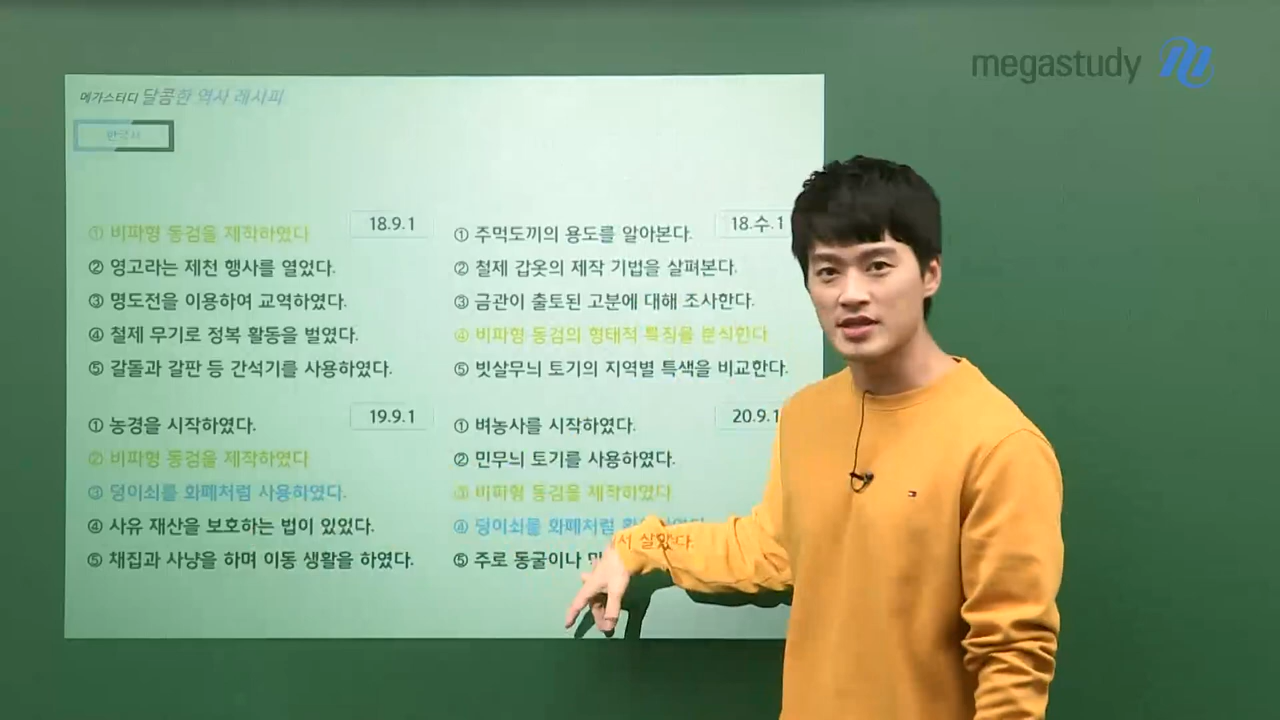 megastudy
메가스터디 달콤한 역사 레시피
한국사
18.9.1
① 비파형 동검을 제작하였다
② 영고라는 제천 행사를 열었다.
③ 명도전을 이용하여 교역하였다.
④ 철제 무기로 정복 활동을 벌였다.
⑤ 갈돌과 갈판 등 간석기를 사용하였다.
18.수.1
① 주먹도끼의 용도를 알아본다.
② 철제 갑옷의 제작 기법을 살펴본다.
③ 금관이 출토된 고분에 대해 조사한다.
④ 비파형 동검의 형태적 특징을 분석한다
⑤ 빗살무늬 토기의 지역별 특색을 비교한다.
19.9.1
① 농경을 시작하였다.
② 비파형 동검을 제작하였다
③ 덩이쇠를 화폐처럼 사용하였다.
④ 사유 재산을 보호하는 법이 있었다.
⑤ 채집과 사냥을 하며 이동 생활을 하였다.
20.9.1
① 벼농사를 시작하였다.
② 민무늬 토기를 사용하였다.
③ 비파형 동검을 제작하였다
④ 덩이쇠를 화폐처럼
⑤ 주로 동굴이나 서 살았다.